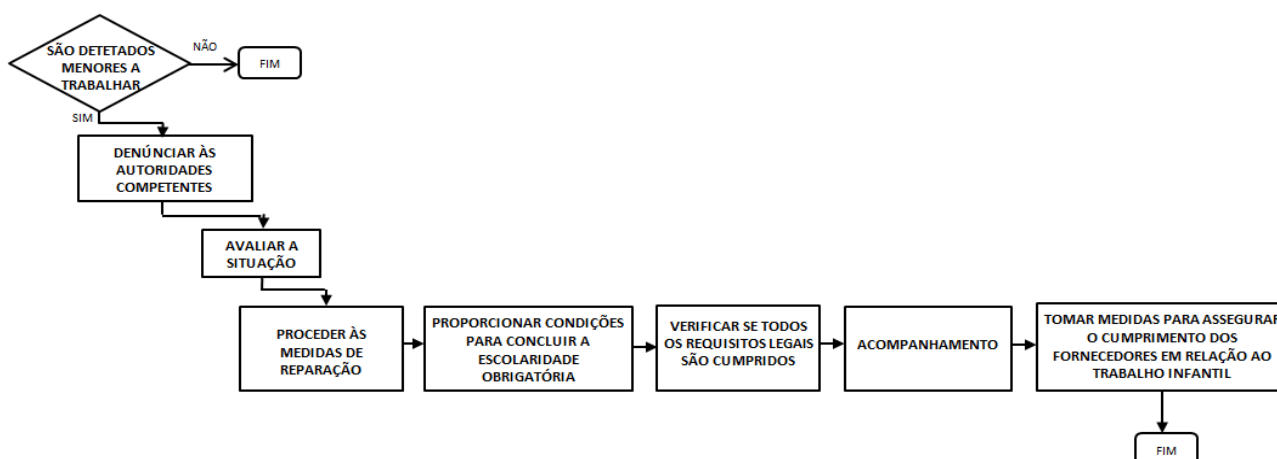 SÃO DETETADOS
MENORES A
TRABALHAR
NÃO
FIM
SIM
DENÚNCIAR ÀS
AUTORIDADES
COMPETENTES
AVALIAR A
SITUAÇÃO
PROCEDER ÀS
MEDIDAS DE
REPARAÇÃO
PROPORCIONAR CONDIÇÕES
PARA CONCLUIR A
ESCOLARIDADE
OBRIGATÓRIA
VERIFICAR SE TODOS
OS REQUISITOS LEGAIS
SÃO CUMPRIDOS
ACOMPANHAMENTO
TOMAR MEDIDAS PARA ASSEGURAR
O CUMPRIMENTO DOS
FORNECEDORES EM RELAÇÃO AO
TRABALHO INFANTIL
FIM